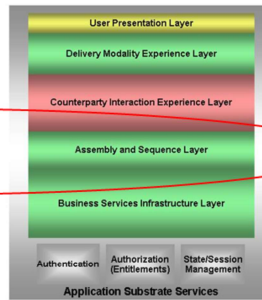 User Presentation Layer
Delivery Modality Experience Layer
Counterparty Interaction Experience Layer
Assembly and Sequence Layer
Business Services Infrastructure Layer
Authentication
Authorization
(Entitlements)
State/Session
Management
Application Substrate Services